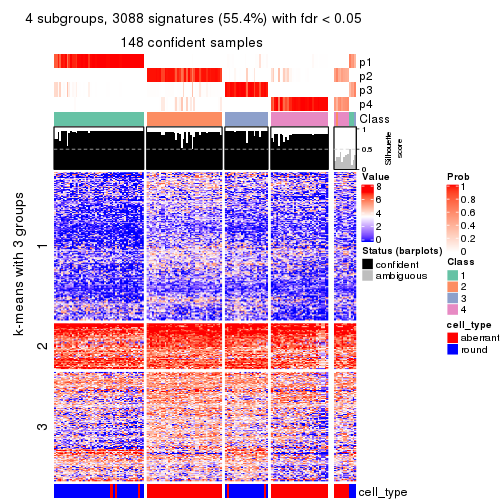 4 subgroups, 3088 signatures (55.4%) with fdr < 0.05
148 confident samples
p1
p2
p3
p4
Class
1
0.5
0
Silhouette
score
k-means with 3 groups
1
2
3
cell_type
Value
8
6
4
2
0
Status (barplots)
confident
ambiguous
Prob
1
0.8
0.6
0.4
0.2
0
Class
1
2
3
4
cell_type
aberrant
round